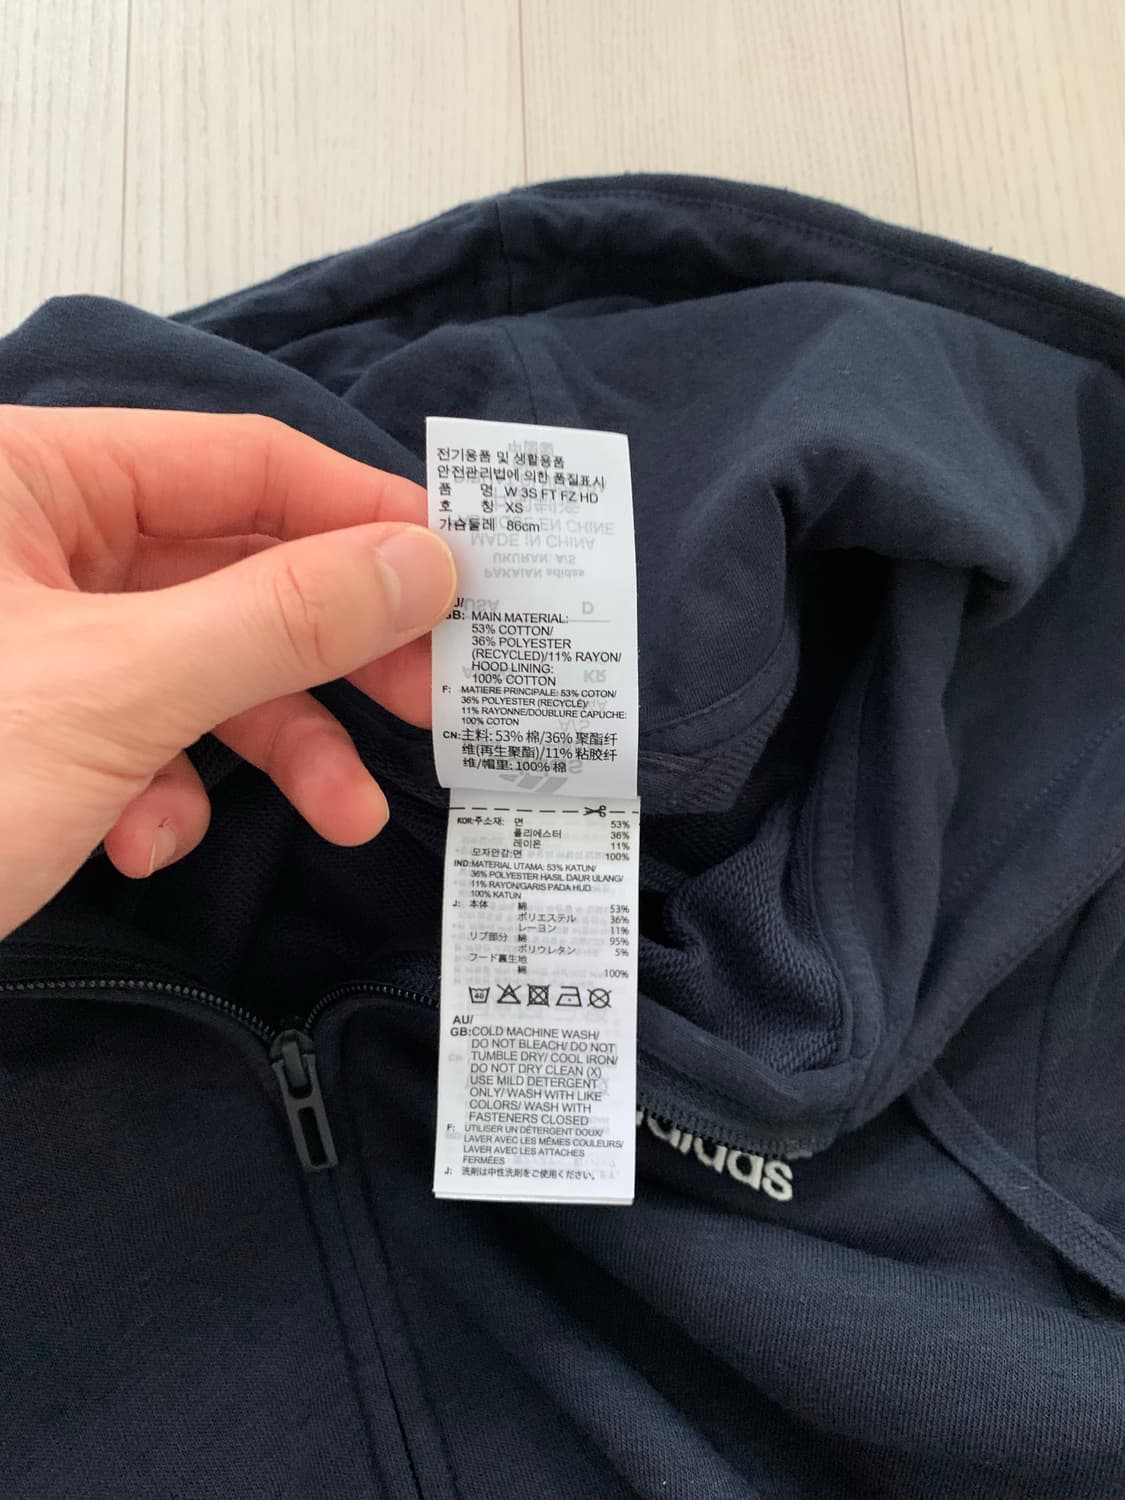 전기용품 및 생활용품
안전관리법에 의한 품질표시
품 명 W 3S FT FZ HD
호 칭 XS
가슴둘레 86cm
GB: MAIN MATERIAL:
53% COTTON/
36% POLYESTER
(RECYCLED)/11% RAYON/
HOOD LINING:
100% COTTON
F: MATIERE PRINCIPALE: 53% COTON/
36% POLYESTER (RECYCLÉ)/
11% RAYONNE/DOUBLURE CAPUCHE:
100% COTON
CN:主料: 53% 棉/36% 聚酯纤
维(再生聚酯)/11% 粘胶纤
维/帽里: 100% 棉
KOR:주소재: 면 53%
폴리에스터 36%
레이온 11%
모자안감:면 100%
IND:MATERIAL UTAMA: 53% KATUN/
36% POLYESTER HASIL DAUR ULANG/
11% RAYON/GARIS PADA HUD:
100% KATUN
J: 本体 綿 53%
ポリエステル 36%
レーヨン 11%
リブ部分 綿 95%
ポリウレタン 5%
フード裏生地
綿 100%
40
AU/
GB:COLD MACHINE WASH/
DO NOT BLEACH/ DO NOT
TUMBLE DRY/ COOL IRON/
DO NOT DRY CLEAN (X)
USE MILD DETERGENT
ONLY/ WASH WITH LIKE
COLORS/ WASH WITH
FASTENERS CLOSED
F: UTILISER UN DÉTERGENT DOUX/
LAVER AVEC LES MÊMES COULEURS/
LAVER AVEC LES ATTACHES
FERMÉES
J: 洗剤は中性洗剤をご使用ください。
adidas